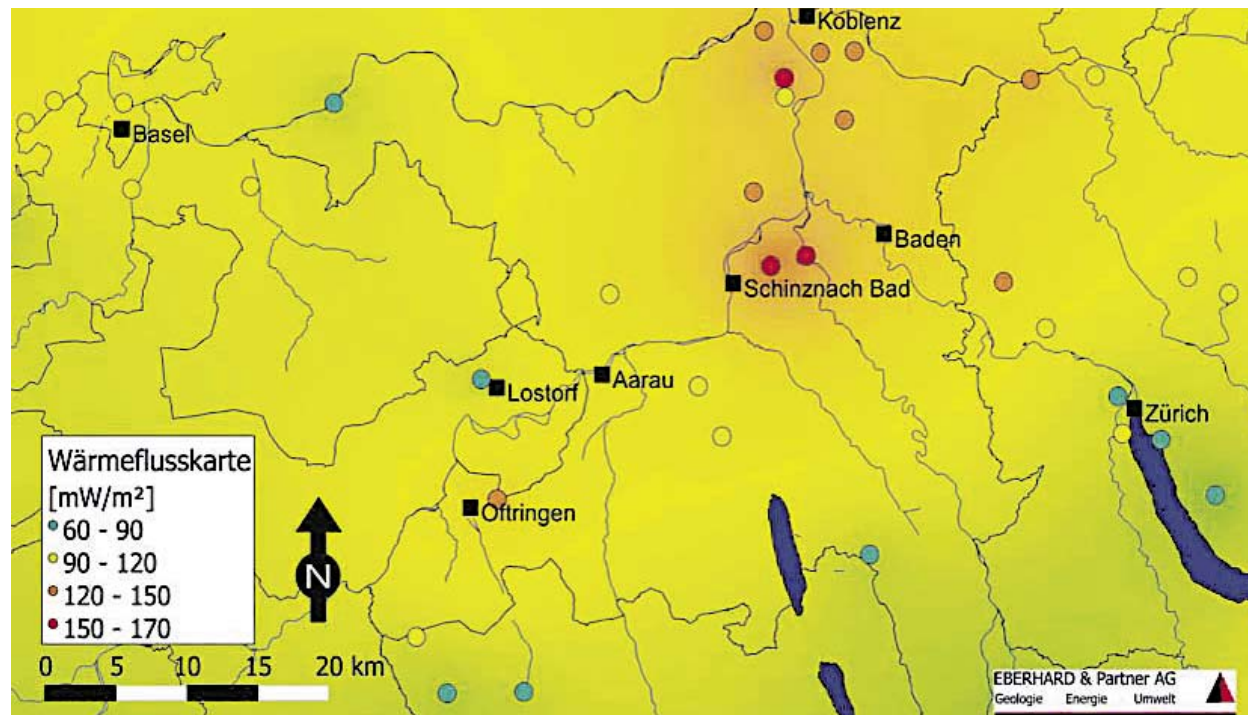 Koblenz
Basel
Baden
Schinznach Bad
Lostorf
Aarau
Zürich
Oftringen
Wärmeflusskarte
[mW/m²]
60 - 90
90 - 120
120 - 150
150 - 170
N
0 5 10 15 20 km
EBERHARD & Partner AG
Geologie Energie Umwelt